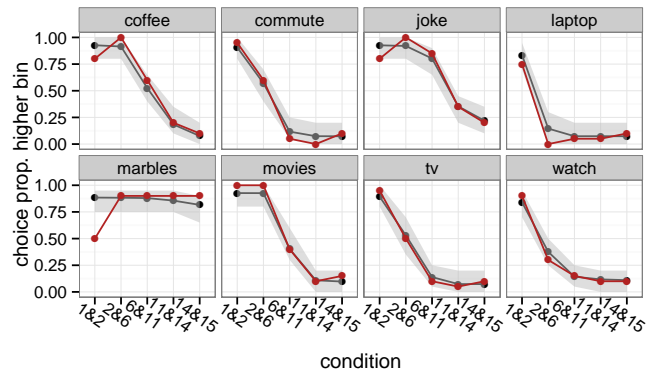 coffee commute joke laptop
choice prop. higher bin
1.00
0.75
0.50
0.25
0.00
marbles movies tv watch
1.00
0.75
0.50
0.25
0.00
1&2 2&6 6&11 11&14 14&15 1&2 2&6 6&11 11&14 14&15 1&2 2&6 6&11 11&14 14&15 1&2 2&6 6&11 11&14 14&15
condition